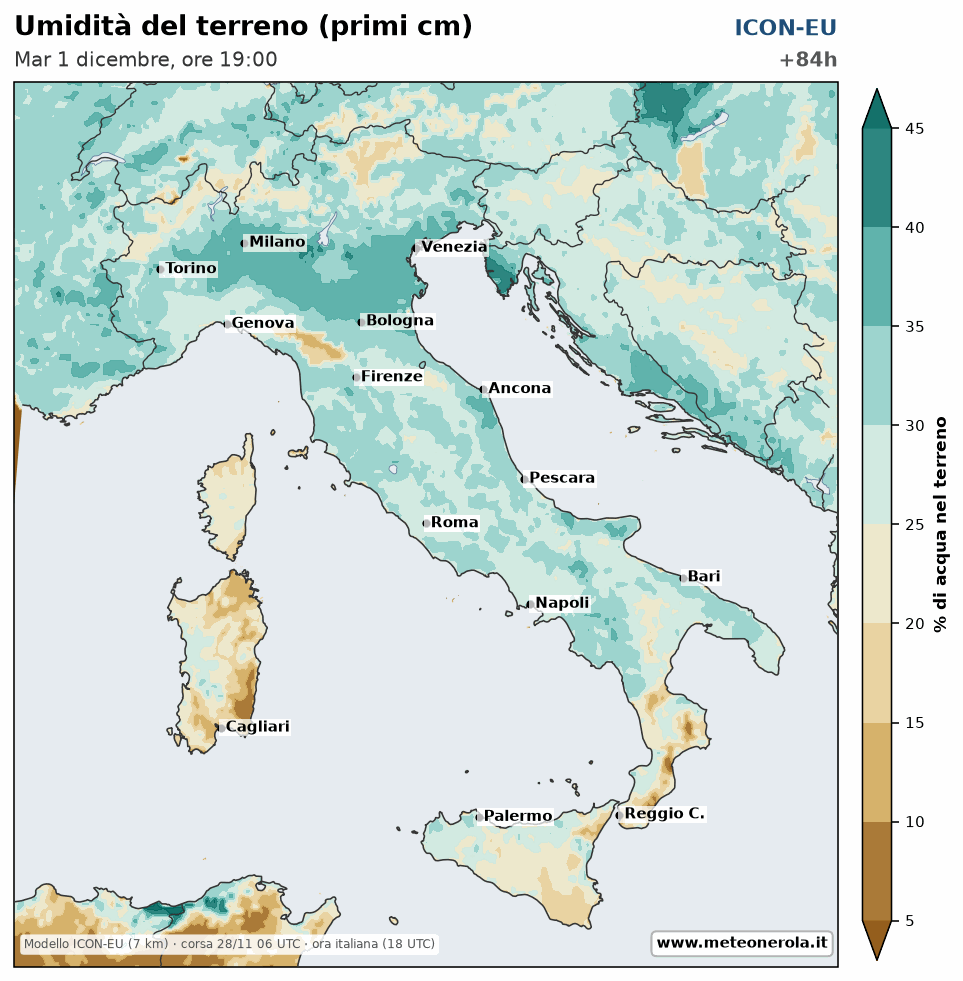 Umidità del terreno (primi cm)
ICON-EU
Mar 1 dicembre, ore 19:00
+84h
45
40
35
30
25
20
15
10
5
% di acqua nel terreno
Milano
Venezia
Torino
Genova
Bologna
Firenze
Ancona
Pescara
Roma
Bari
Napoli
Cagliari
Palermo
Reggio C.
Modello ICON-EU (7 km) · corsa 28/11 06 UTC · ora italiana (18 UTC)
www.meteonerola.it